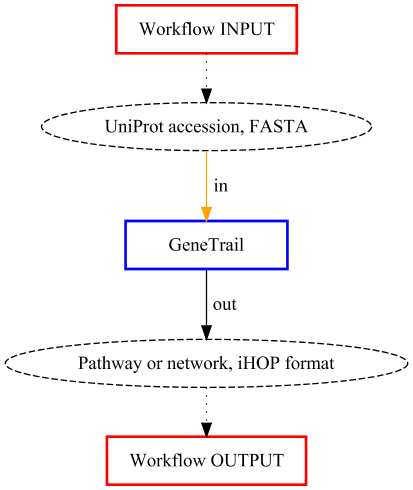 Workflow INPUT
UniProt accession, FASTA
in
GeneTrail
out
Pathway or network, iHOP format
Workflow OUTPUT